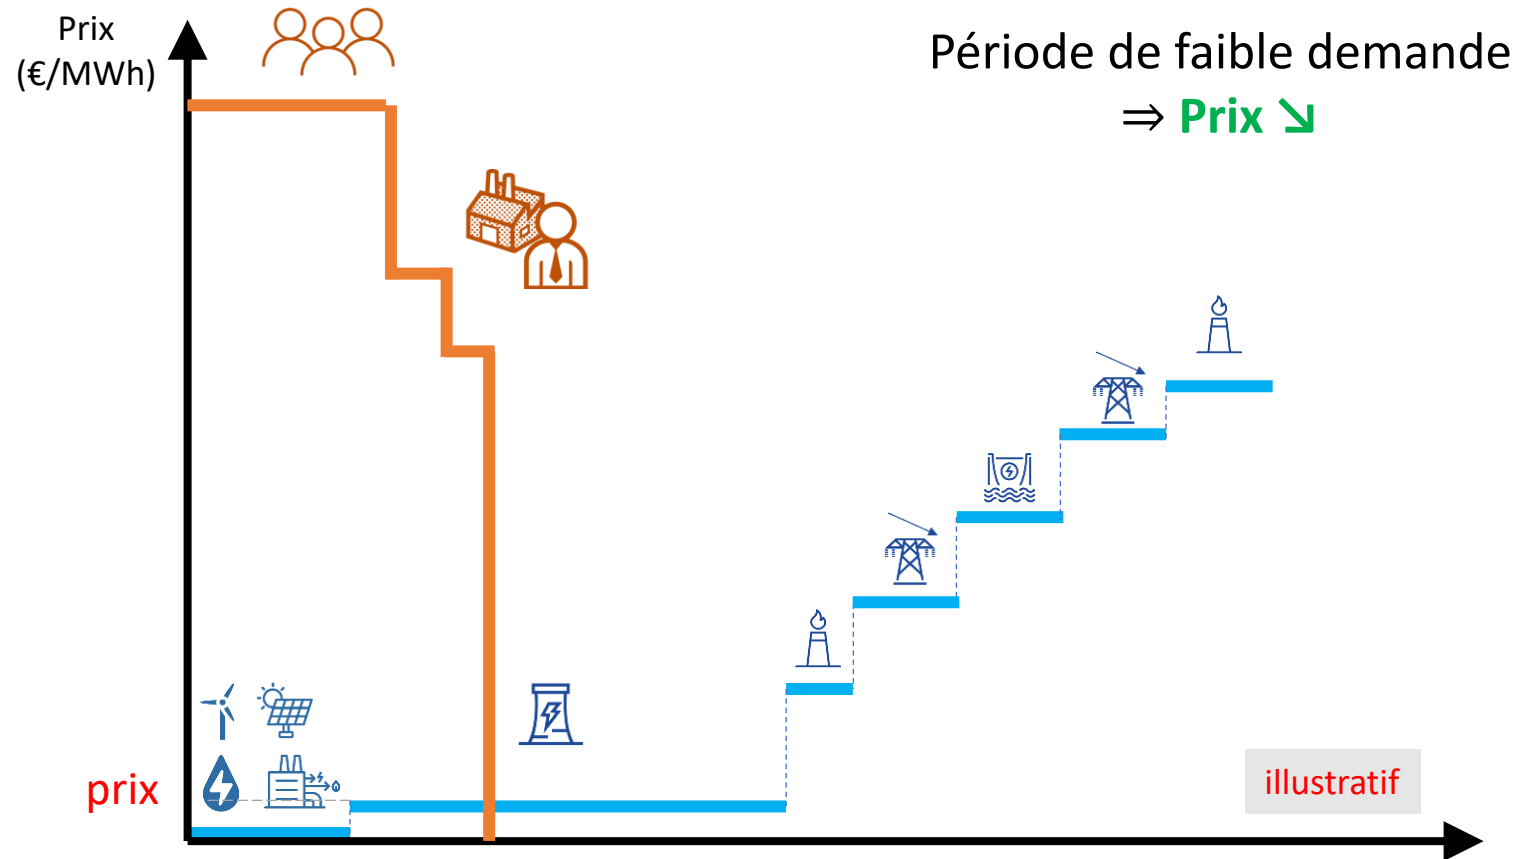 Prix
(€/MWh)
Période de faible demande
⇒ Prix ↘
prix
illustratif